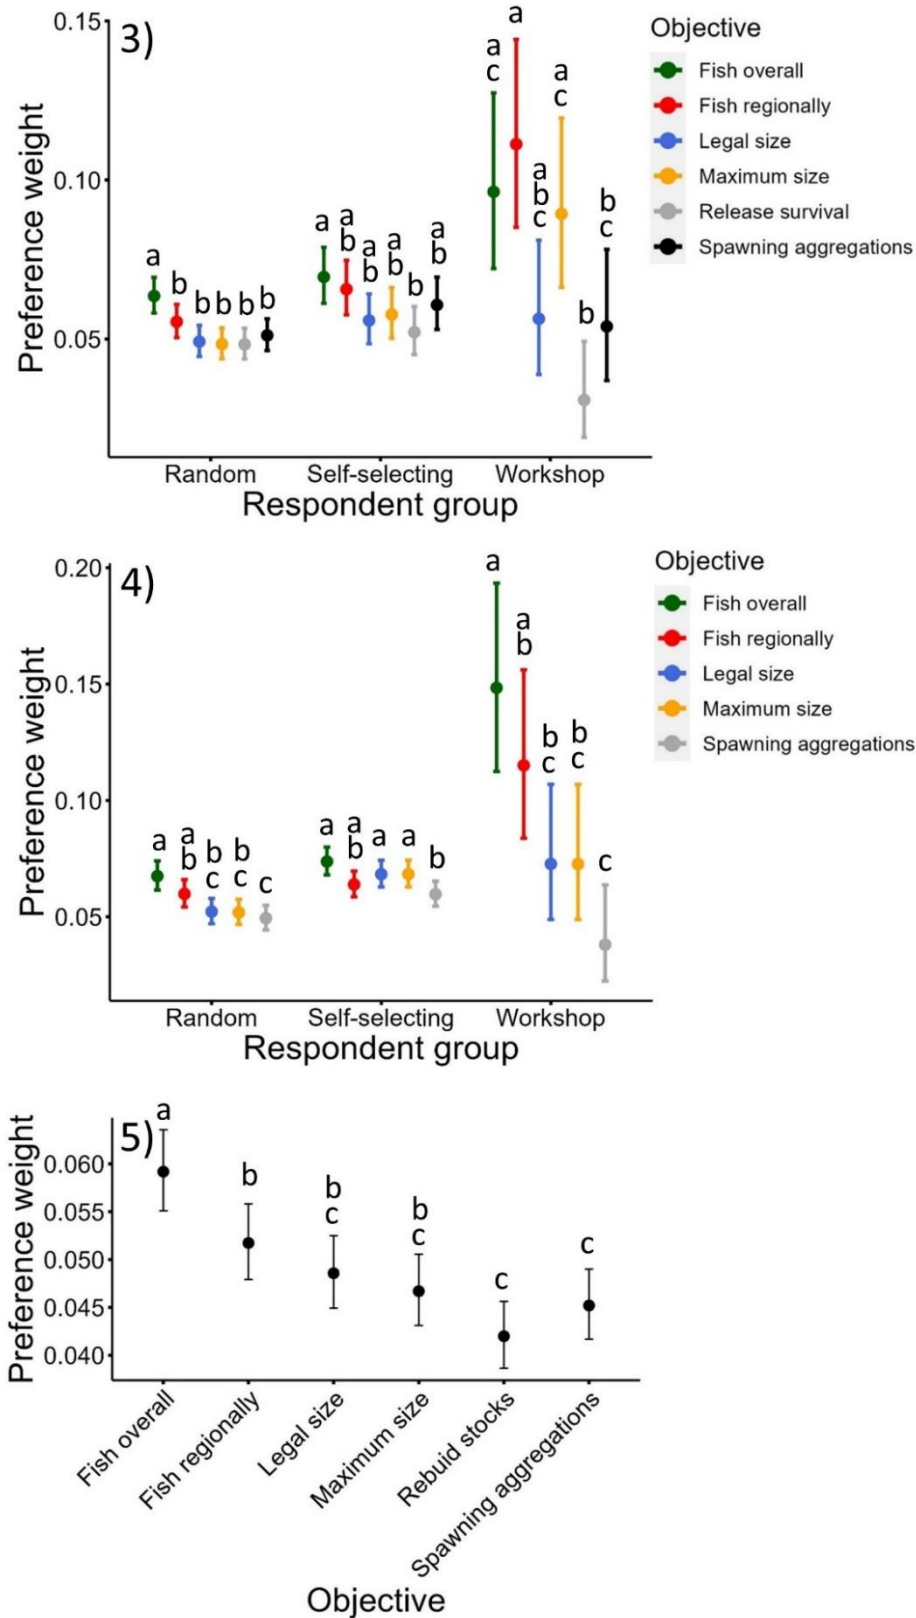 3)
Preference weight
0.15
0.10
0.05
a
b
b
b
b
b
a
a
b
a
b
a
b
b
a
b
a
c
a
a
b
c
a
c
b
b
c
Random
Self-selecting
Workshop
Respondent group
Objective
Fish overall
Fish regionally
Legal size
Maximum size
Release survival
Spawning aggregations
4)
Preference weight
0.20
0.15
0.10
0.05
a
a
b
b
c
b
c
c
a
a
b
a
a
b
a
a
b
b
c
b
c
c
Random
Self-selecting
Workshop
Respondent group
Objective
Fish overall
Fish regionally
Legal size
Maximum size
Spawning aggregations
5)
Preference weight
0.060
0.055
0.050
0.045
0.040
a
b
b
c
b
c
c
c
Fish overall
Fish regionally
Legal size
Maximum size
Rebuid stocks
Spawning aggregations
Objective